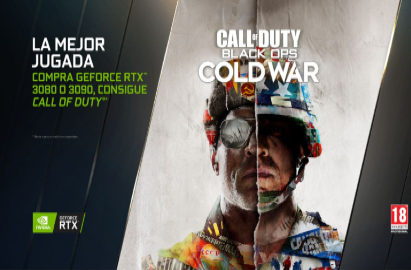 LA MEJOR
JUGADA
COMPRA GEFORCE RTX™
3080 O 3090, CONSIGUE
CALL OF DUTY®*
CALL OF DUTY
BLACK OPS
COLD WAR
NVIDIA
GEFORCE
RTX
18